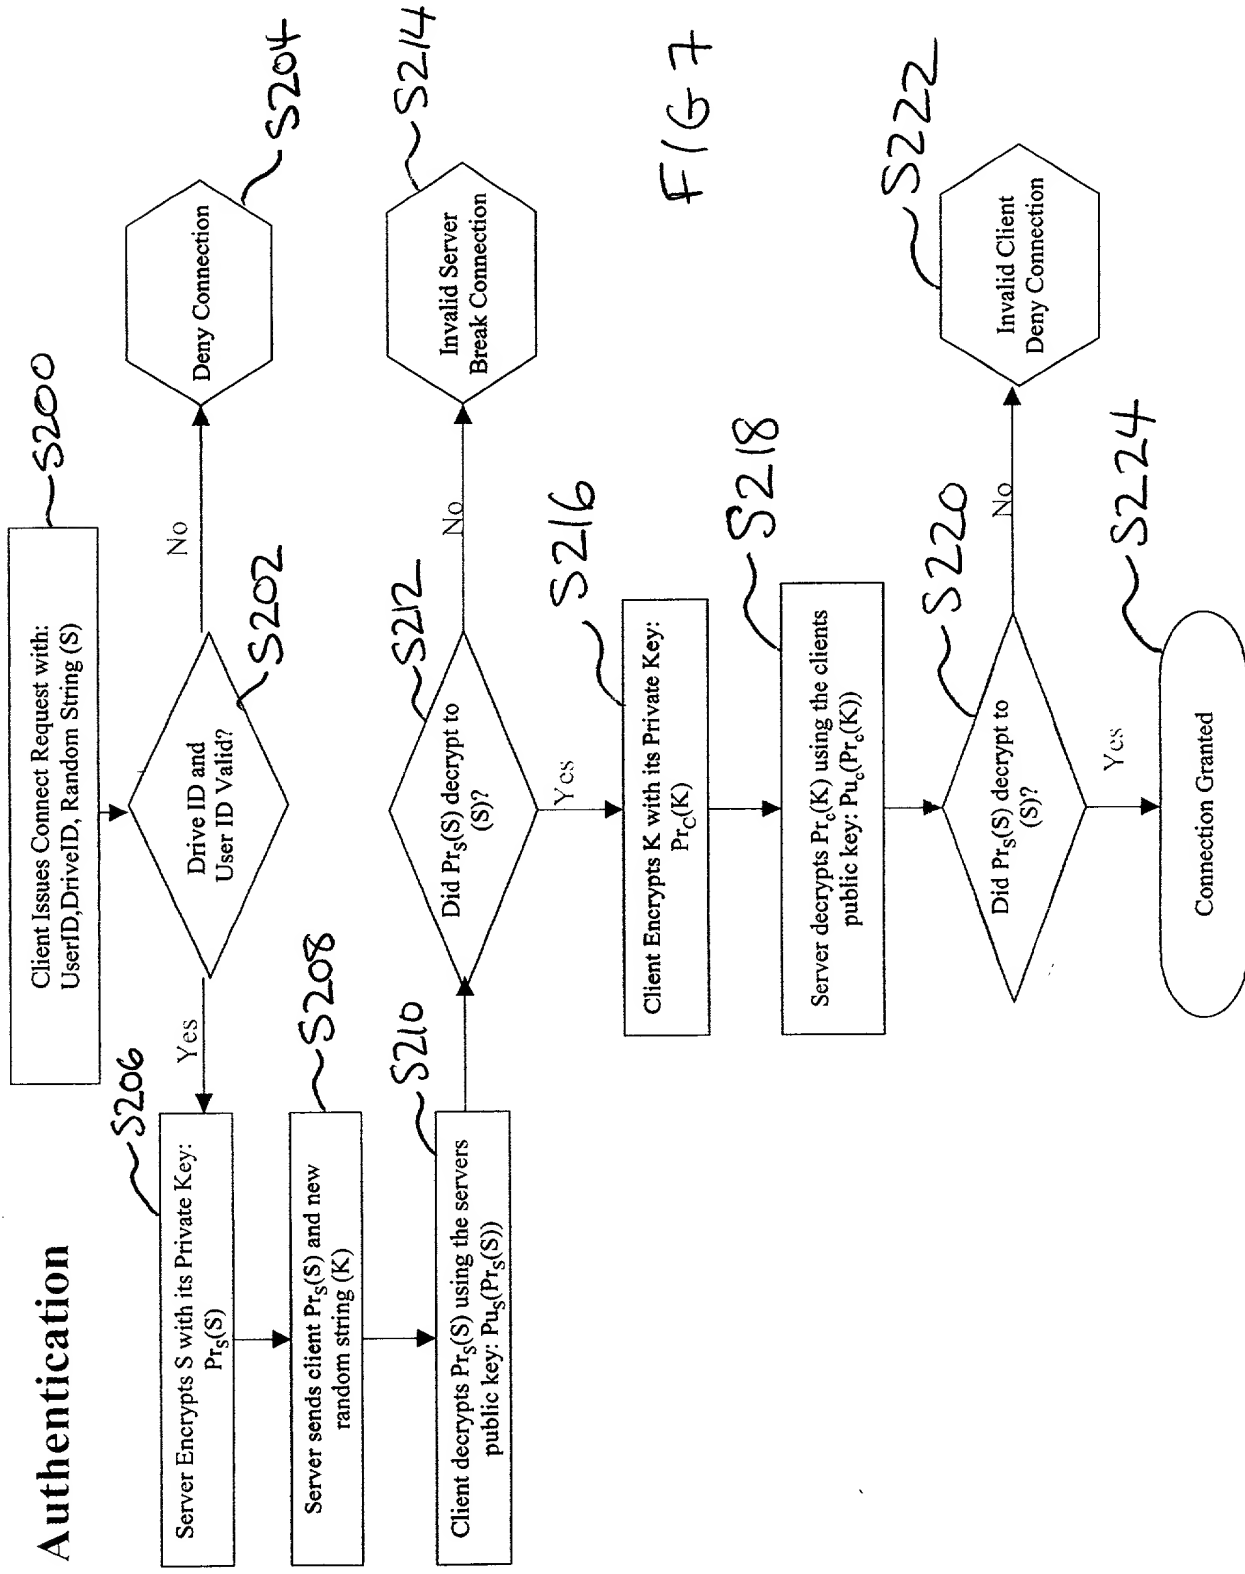 Authentication
Client Issues Connect Request with:
UserID,DriveID, Random String (S)
S200
Drive ID and
User ID Valid?
S202
No
Deny Connection
S204
Yes
Server Encrypts S with its Private Key:
PrS(S)
S206
Server sends client PrS(S) and new
random string (K)
S208
Client decrypts PrS(S) using the servers
public key: PuS(PrS(S))
S210
Did PrS(S) decrypt to
(S)?
S212
No
Invalid Server
Break Connection
S214
Yes
Client Encrypts K with its Private Key:
PrC(K)
S216
Server decrypts Prc(K) using the clients
public key: Puc(Prc(K))
S218
Did PrS(S) decrypt to
(S)?
S220
No
Invalid Client
Deny Connection
S222
Yes
Connection Granted
S224
FIG 7